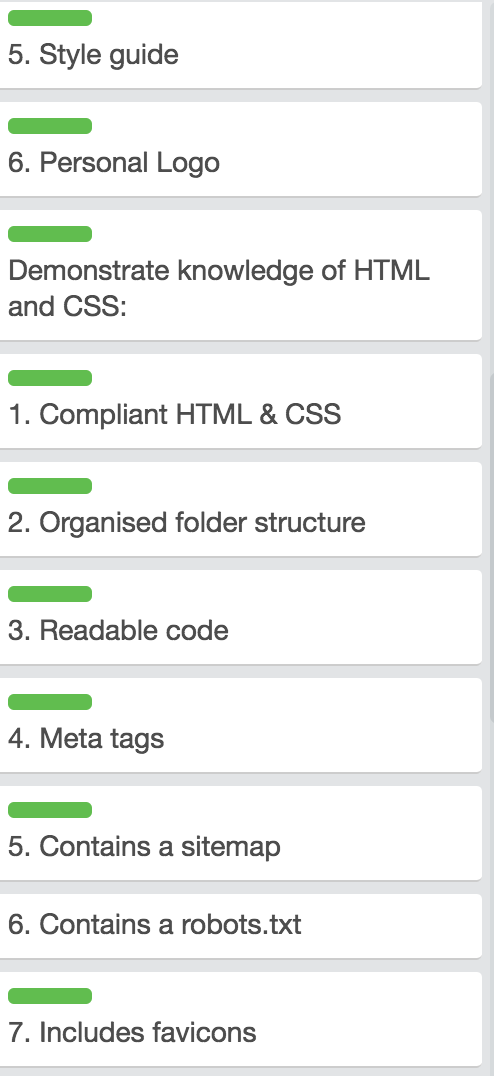 5. Style guide
6. Personal Logo
Demonstrate knowledge of HTML
and CSS:
1. Compliant HTML & CSS
2. Organised folder structure
3. Readable code
4. Meta tags
5. Contains a sitemap
6. Contains a robots.txt
7. Includes favicons